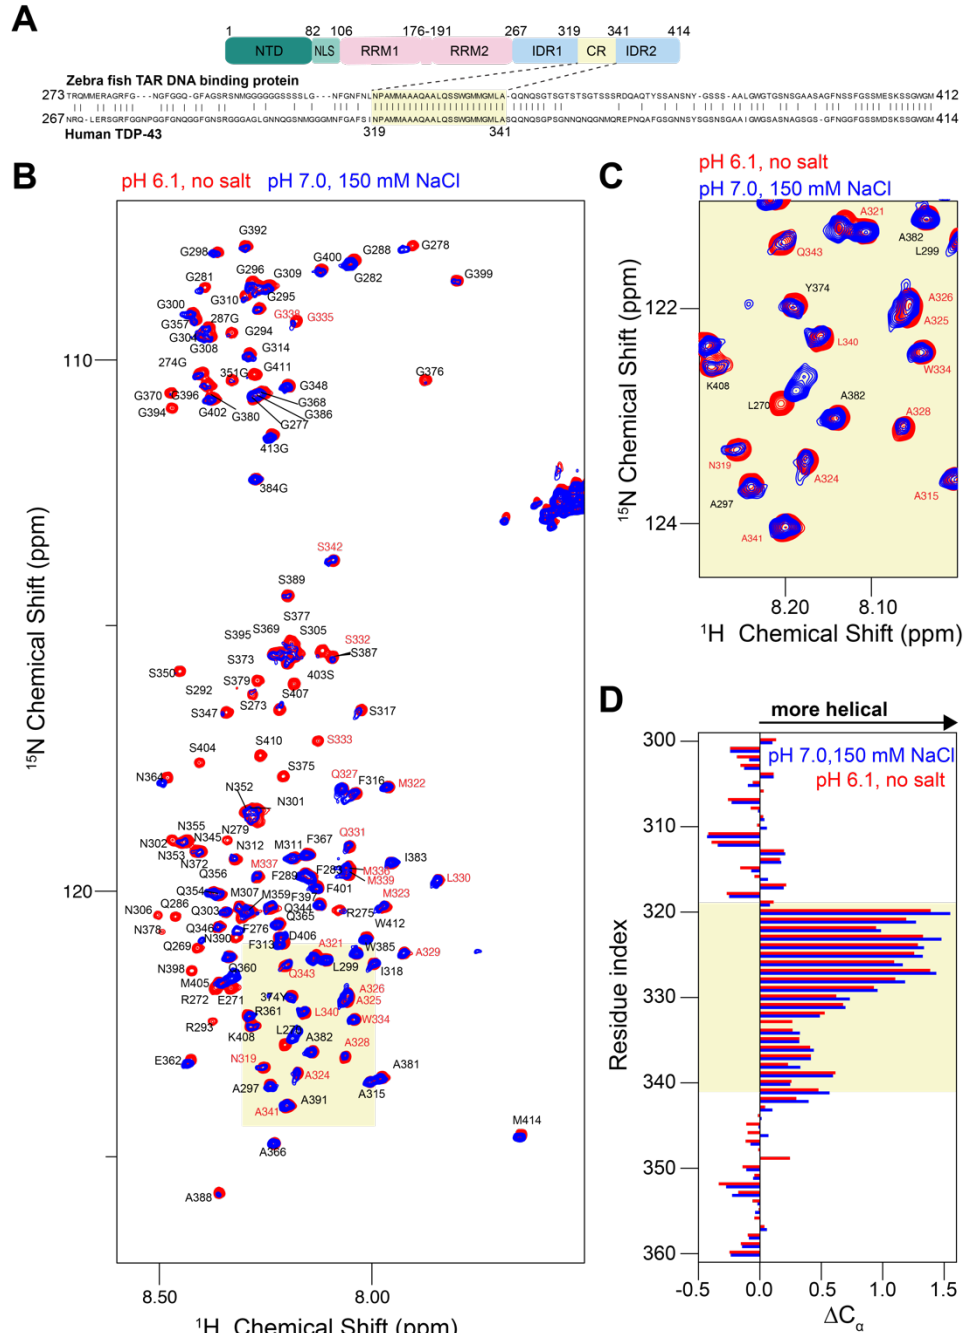 A
1 82 106 176-191 267 319 341 414
NTD NLS RRM1 RRM2 IDR1 CR IDR2
Zebra fish TAR DNA binding protein
273 412
267 414
Human TDP-43 319 341
B
pH 6.1, no salt pH 7.0, 150 mM NaCl
G392
G298 G400 G288 G278
G281 G296 G309 G282 G399
G300 G310 G295
G357 287G G339 G335
G304 G294
G308 G314
274G 351G G411 G376
G370 G396 G348
G394 G402 G380 G368
G386
G277
413G
384G
110
S342
S389
S377
S395 S369 S305 S332
S373 S387
S350 S379 403S
S292 S407
S347 S273 S317
S410 S333
S404
N364 S375 Q327 F316 M322
N352 N301
N355 N279
N302 N345 N312 M311 F367 Q331
N353 I383
N372 M337 F289 F283 M336
Q356 M339 L330
Q354 M307 M359 F401 M323
Q286 F397
N306 Q303 Q344 R275
N378 Q346 F276 Q365 W412
N390 F313 D406 A321 W385 A329
Q269
N398 Q360 Q343 L299 I318
M405 374Y A326
R272 E271 A325
R361 L340 W334
R293 K408 L270 A382 A328
E362 N319 A324 A381
A297 A391 A315
A341
M414
A366
A388
120
8.50 8.00
15N Chemical Shift (ppm)
1H Chemical Shift (ppm)
C
pH 6.1, no salt
pH 7.0, 150 mM NaCl
A321
A382
Q343 L299
Y374 A326
A325
L340
W334
K408
L270 A382
A328
N319
A324
A297 A315
A341
122
124
8.20 8.10
15N Chemical Shift (ppm)
1H Chemical Shift (ppm)
D
more helical
pH 7.0,150 mM NaCl
pH 6.1, no salt
300
310
320
330
340
350
360
Residue index
-0.5 0.0 0.5 1.0 1.5
ΔCα